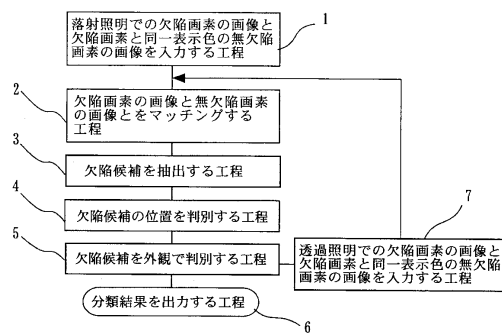 落射照明での欠陥画素の画像と
欠陥画素と同一表示色の無欠
陥画素の画像を入力する工程
1
2
欠陥画素の画像と無欠陥画素
の画像とをマッチングする
工程
3
欠陥候補を抽出する工程
4
欠陥候補の位置を判別する工程
5
欠陥候補を外観で判別する工程
7
透過照明での欠陥画素の画像と
欠陥画素と同一表示色の無欠
陥画素の画像を入力する工程
分類結果を出力する工程
6